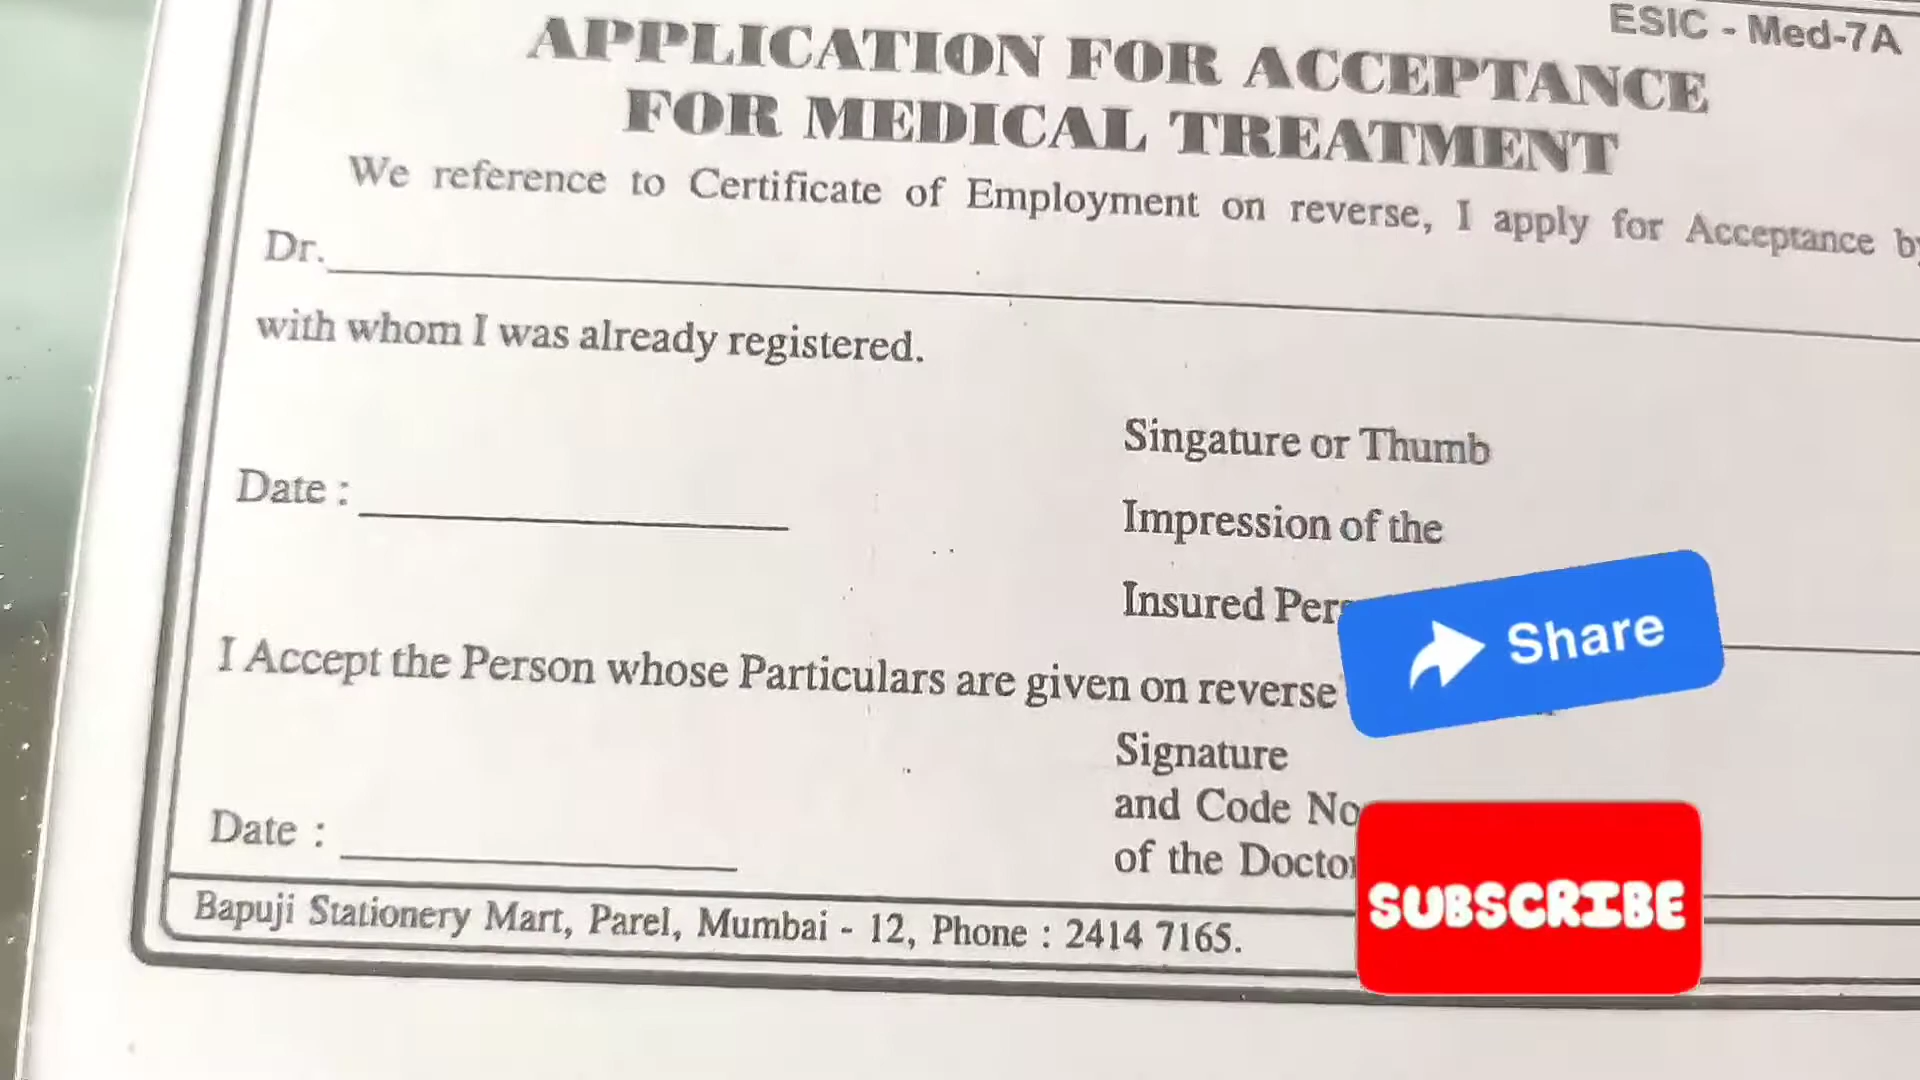 ESIC - Med-7A
APPLICATION FOR ACCEPTANCE
FOR MEDICAL TREATMENT
We reference to Certificate of Employment on reverse, I apply for Acceptance
Dr.
with whom I was already registered.
Singature or Thumb
Date :
Impression of the
Insured
Share
I Accept the Person whose Particulars are given on reverse
Signature
and Code No
Date :
of the
SUBSCRIBE
Bapuji Stationery Mart, Parel, Mumbai - 12, Phone : 2414 7165.